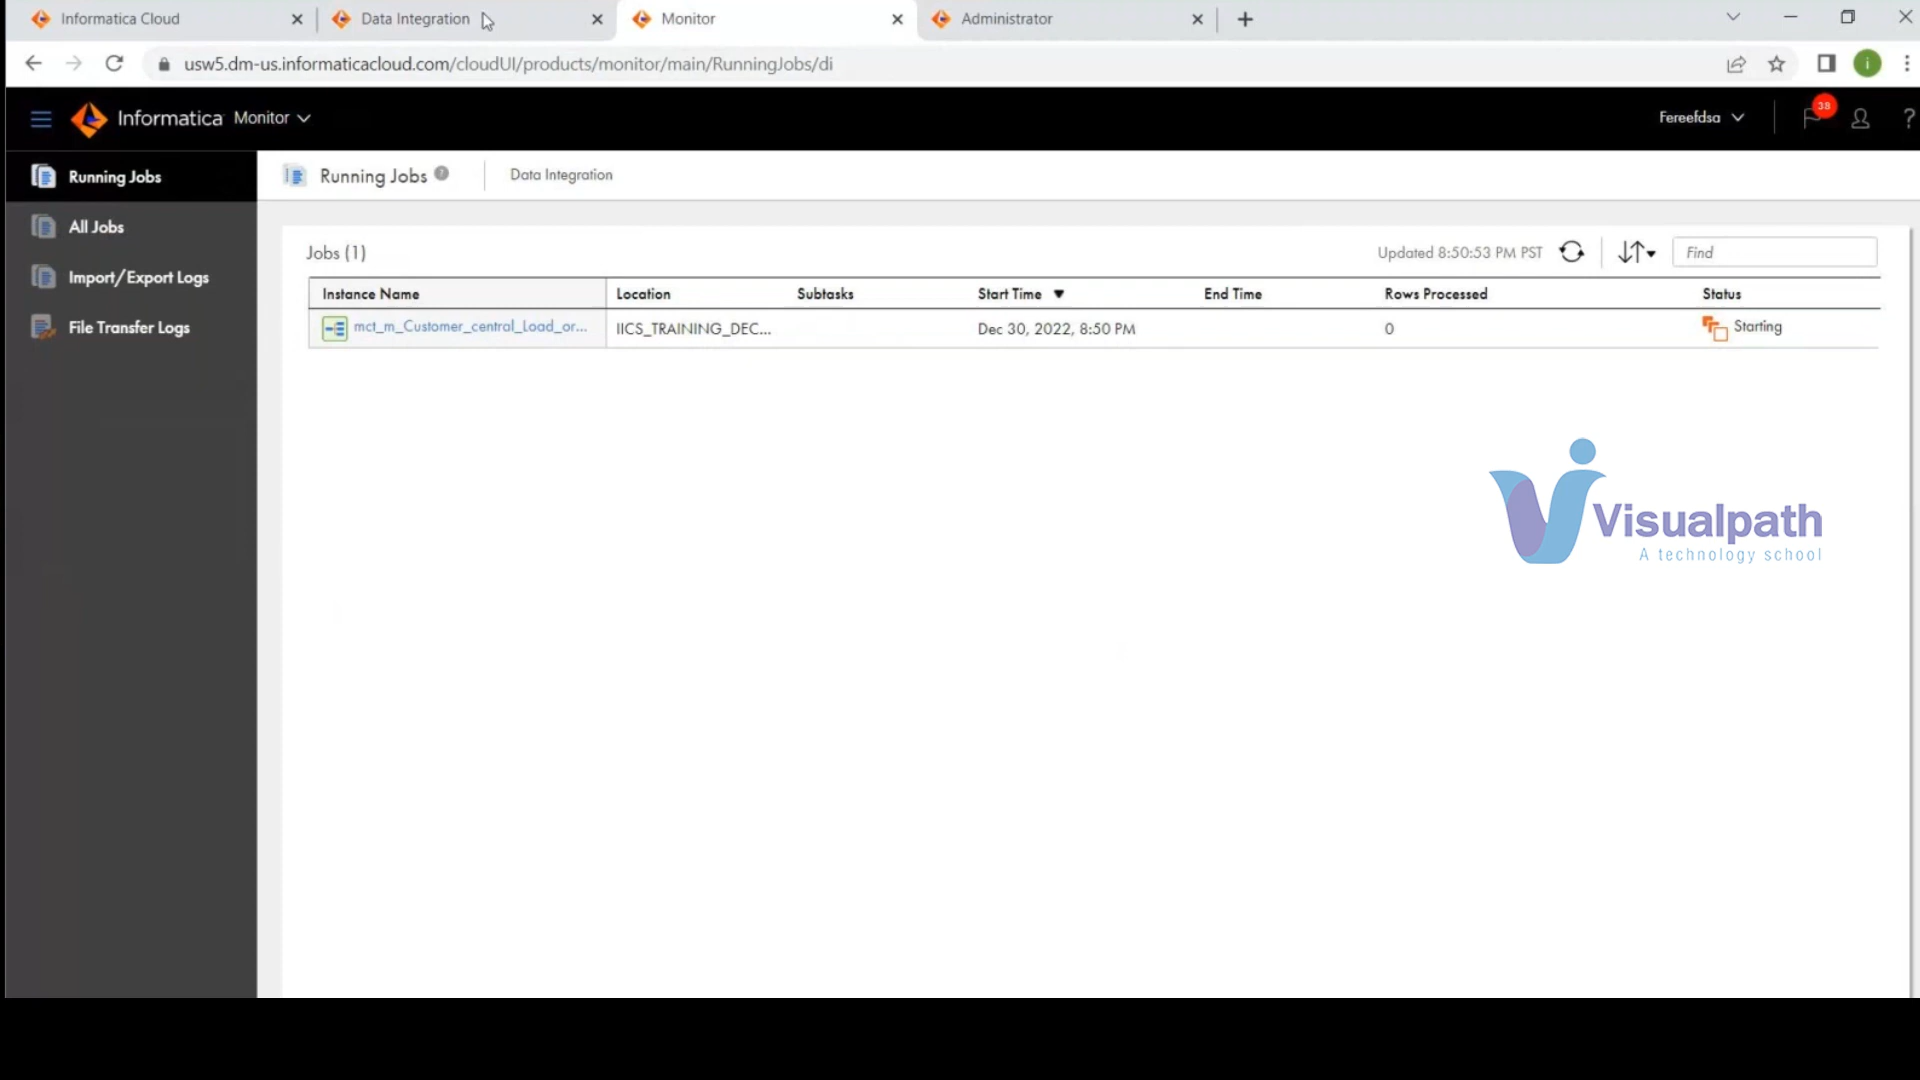 Informatica Cloud
Data Integration
Monitor
Administrator
usw5.dm-us.informaticacloud.com/cloudUI/products/monitor/main/RunningJobs/di
i
Informatica Monitor
Fereefdsa
38
?
Running Jobs
All Jobs
Import/Export Logs
File Transfer Logs
Running Jobs
Data Integration
Jobs (1)
Updated 8:50:53 PM PST
Find
Instance Name Location Subtasks Start Time End Time Rows Processed Status
mct_m_Customer_central_Load_or... IICS_TRAINING_DEC... Dec 30, 2022, 8:50 PM 0 Starting
Visualpath
A technology school